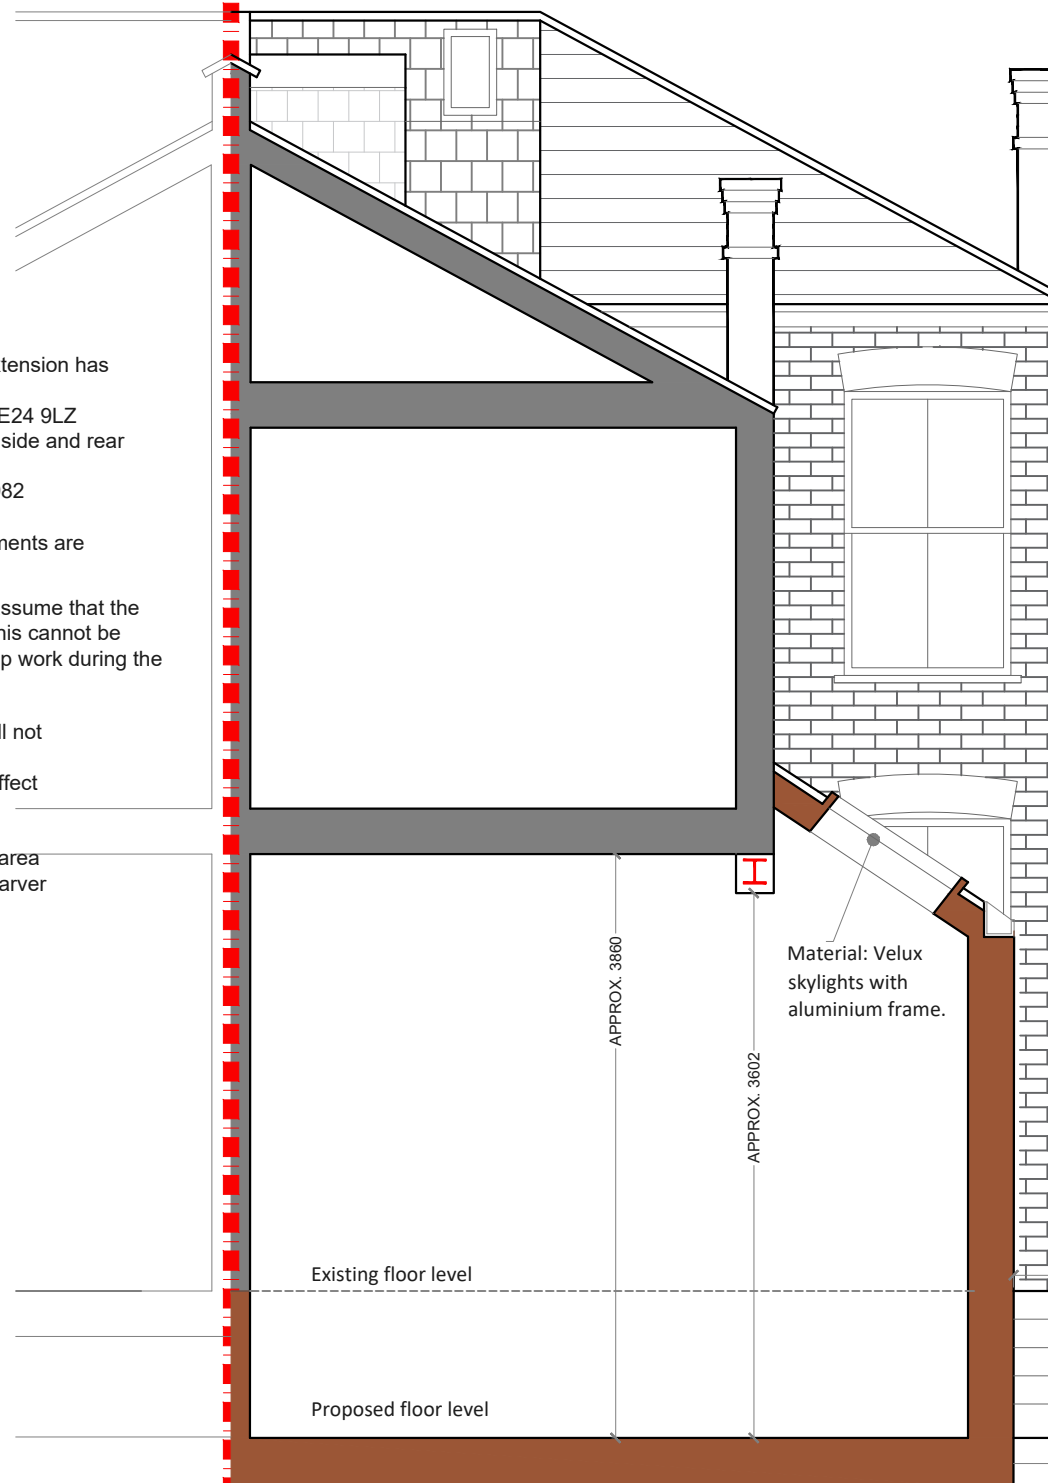 tension has
E24 9LZ
side and rear
982
ments are
ssume that the
his cannot be
p work during the
ll not
ffect
area
arver
APPROX. 3860
APPROX. 3602
Material: Velux
skylights with
aluminium frame.
Existing floor level
Proposed floor level